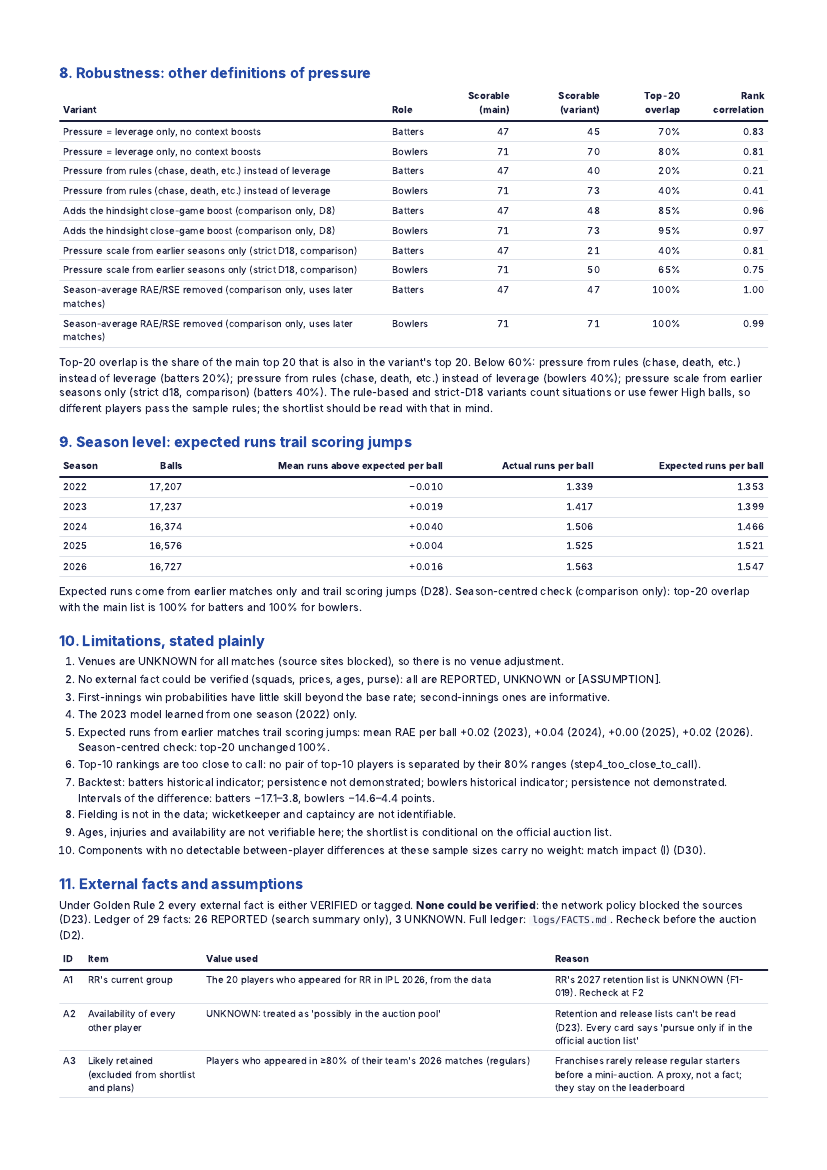 8. Robustness: other definitions of pressure
Variant Role Scorable (main) Scorable (variant) Top-20 overlap Rank correlation
Pressure = leverage only, no context boosts Batters 47 45 70% 0.83
Pressure = leverage only, no context boosts Bowlers 71 70 80% 0.81
Pressure from rules (chase, death, etc.) instead of leverage Batters 47 40 20% 0.21
Pressure from rules (chase, death, etc.) instead of leverage Bowlers 71 73 40% 0.41
Adds the hindsight close-game boost (comparison only, D8) Batters 47 48 85% 0.96
Adds the hindsight close-game boost (comparison only, D8) Bowlers 71 73 95% 0.97
Pressure scale from earlier seasons only (strict D18, comparison) Batters 47 21 40% 0.81
Pressure scale from earlier seasons only (strict D18, comparison) Bowlers 71 50 65% 0.75
Season-average RAE/RSE removed (comparison only, uses later matches) Batters 47 47 100% 1.00
Season-average RAE/RSE removed (comparison only, uses later matches) Bowlers 71 71 100% 0.99
Top-20 overlap is the share of the main top 20 that is also in the variant's top 20. Below 60%: pressure from rules (chase, death, etc.)
instead of leverage (batters 20%); pressure from rules (chase, death, etc.) instead of leverage (bowlers 40%); pressure scale from earlier
seasons only (strict d18, comparison) (batters 40%). The rule-based and strict-D18 variants count situations or use fewer High balls, so
different players pass the sample rules; the shortlist should be read with that in mind.
9. Season level: expected runs trail scoring jumps
Season Balls Mean runs above expected per ball Actual runs per ball Expected runs per ball
2022 17,207 −0.010 1.339 1.353
2023 17,237 +0.019 1.417 1.399
2024 16,374 +0.040 1.506 1.466
2025 16,576 +0.004 1.525 1.521
2026 16,727 +0.016 1.563 1.547
Expected runs come from earlier matches only and trail scoring jumps (D28). Season-centred check (comparison only): top-20 overlap
with the main list is 100% for batters and 100% for bowlers.
10. Limitations, stated plainly
1. Venues are UNKNOWN for all matches (source sites blocked), so there is no venue adjustment.
2. No external fact could be verified (squads, prices, ages, purse): all are REPORTED, UNKNOWN or [ASSUMPTION].
3. First-innings win probabilities have little skill beyond the base rate; second-innings ones are informative.
4. The 2023 model learned from one season (2022) only.
5. Expected runs from earlier matches trail scoring jumps: mean RAE per ball +0.02 (2023), +0.04 (2024), +0.00 (2025), +0.02 (2026).
Season-centred check: top-20 unchanged 100%.
6. Top-10 rankings are too close to call: no pair of top-10 players is separated by their 80% ranges (step4_too_close_to_call).
7. Backtest: batters historical indicator; persistence not demonstrated; bowlers historical indicator; persistence not demonstrated.
Intervals of the difference: batters −17.1–3.8, bowlers −14.6–4.4 points.
8. Fielding is not in the data; wicketkeeper and captaincy are not identifiable.
9. Ages, injuries and availability are not verifiable here; the shortlist is conditional on the official auction list.
10. Components with no detectable between-player differences at these sample sizes carry no weight: match impact (I) (D30).
11. External facts and assumptions
Under Golden Rule 2 every external fact is either VERIFIED or tagged. None could be verified: the network policy blocked the sources
(D23). Ledger of 29 facts: 26 REPORTED (search summary only), 3 UNKNOWN. Full ledger: logs/FACTS.md. Recheck before the auction
(D2).
ID Item Value used Reason
A1 RR's current group The 20 players who appeared for RR in IPL 2026, from the data RR's 2027 retention list is UNKNOWN (F1-019). Recheck at F2
A2 Availability of every other player UNKNOWN: treated as 'possibly in the auction pool' Retention and release lists can't be read (D23). Every card says 'pursue only if in the official auction list'
A3 Likely retained (excluded from shortlist and plans) Players who appeared in ≥80% of their team's 2026 matches (regulars) Franchises rarely release regular starters before a mini-auction. A proxy, not a fact; they stay on the leaderboard